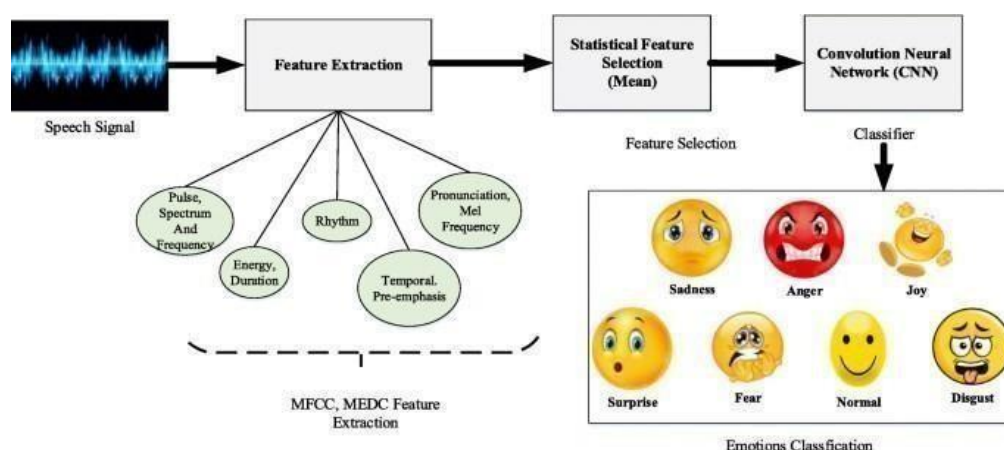 Feature Extraction
Statistical Feature
Selection
(Mean)
Convolution Neural
Network (CNN)
Speech Signal
Feature Selection
Classifier
Pulse,
Spectrum
And
Frequency
Energy,
Duration
Rhythm
Temporal.
Pre-emphasis
Pronunciation,
Mel
Frequency
MFCC, MEDC Feature
Extraction
Sadness
Anger
Joy
Surprise
Fear
Normal
Disgust
Emotions Classfication